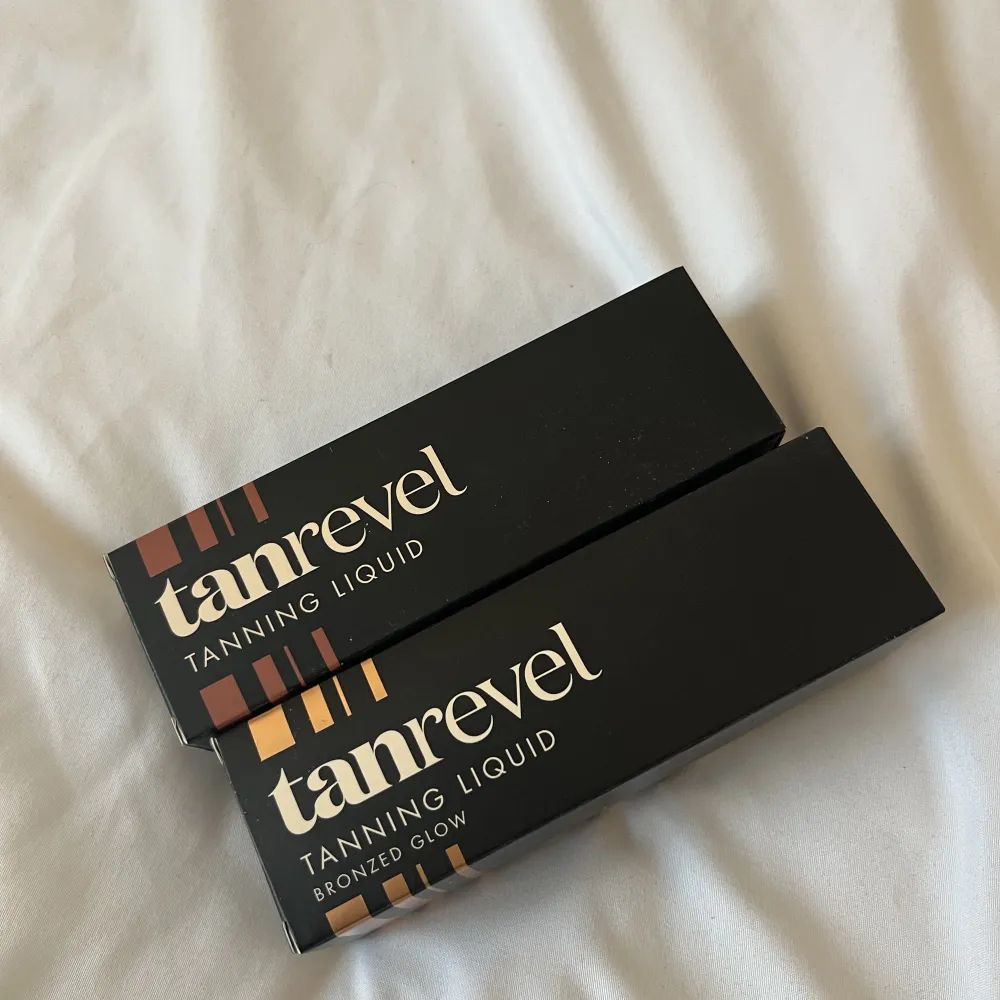 tanrevel
TANNING LIQUID
tanrevel
TANNING LIQUID
BRONZED GLOW